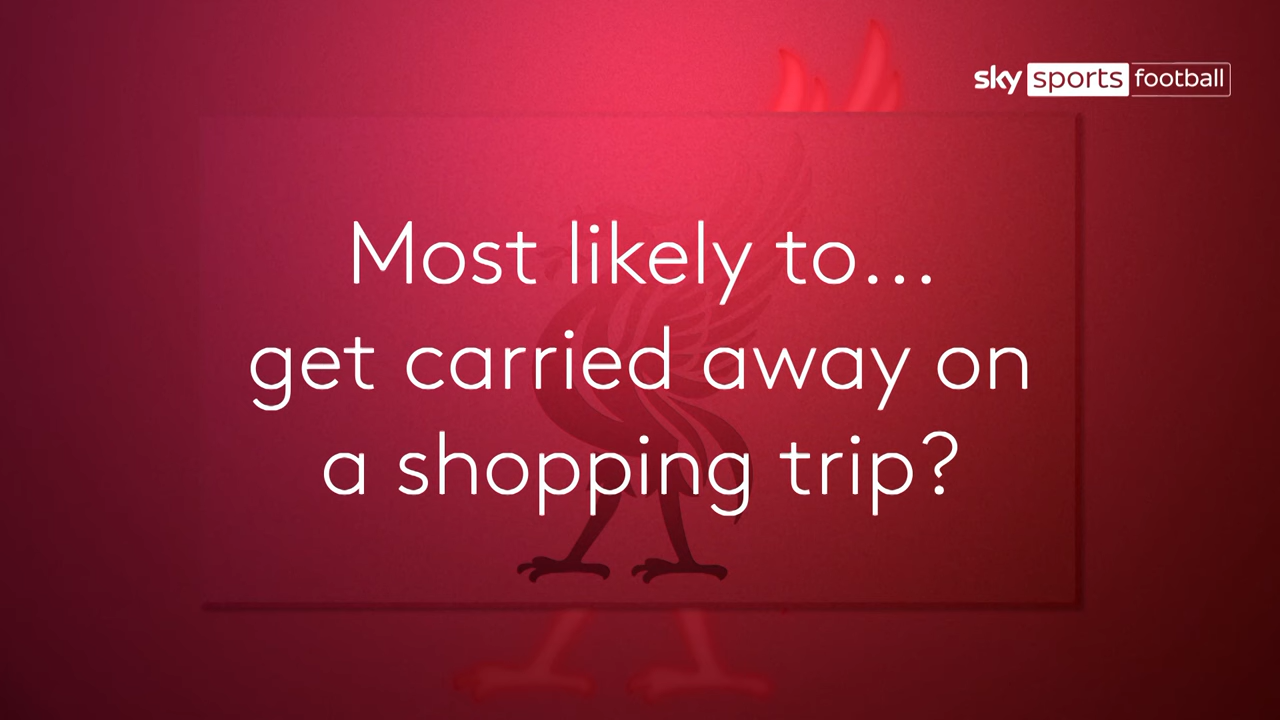 sky sports football
Most likely to...
get carried away on
a shopping trip?